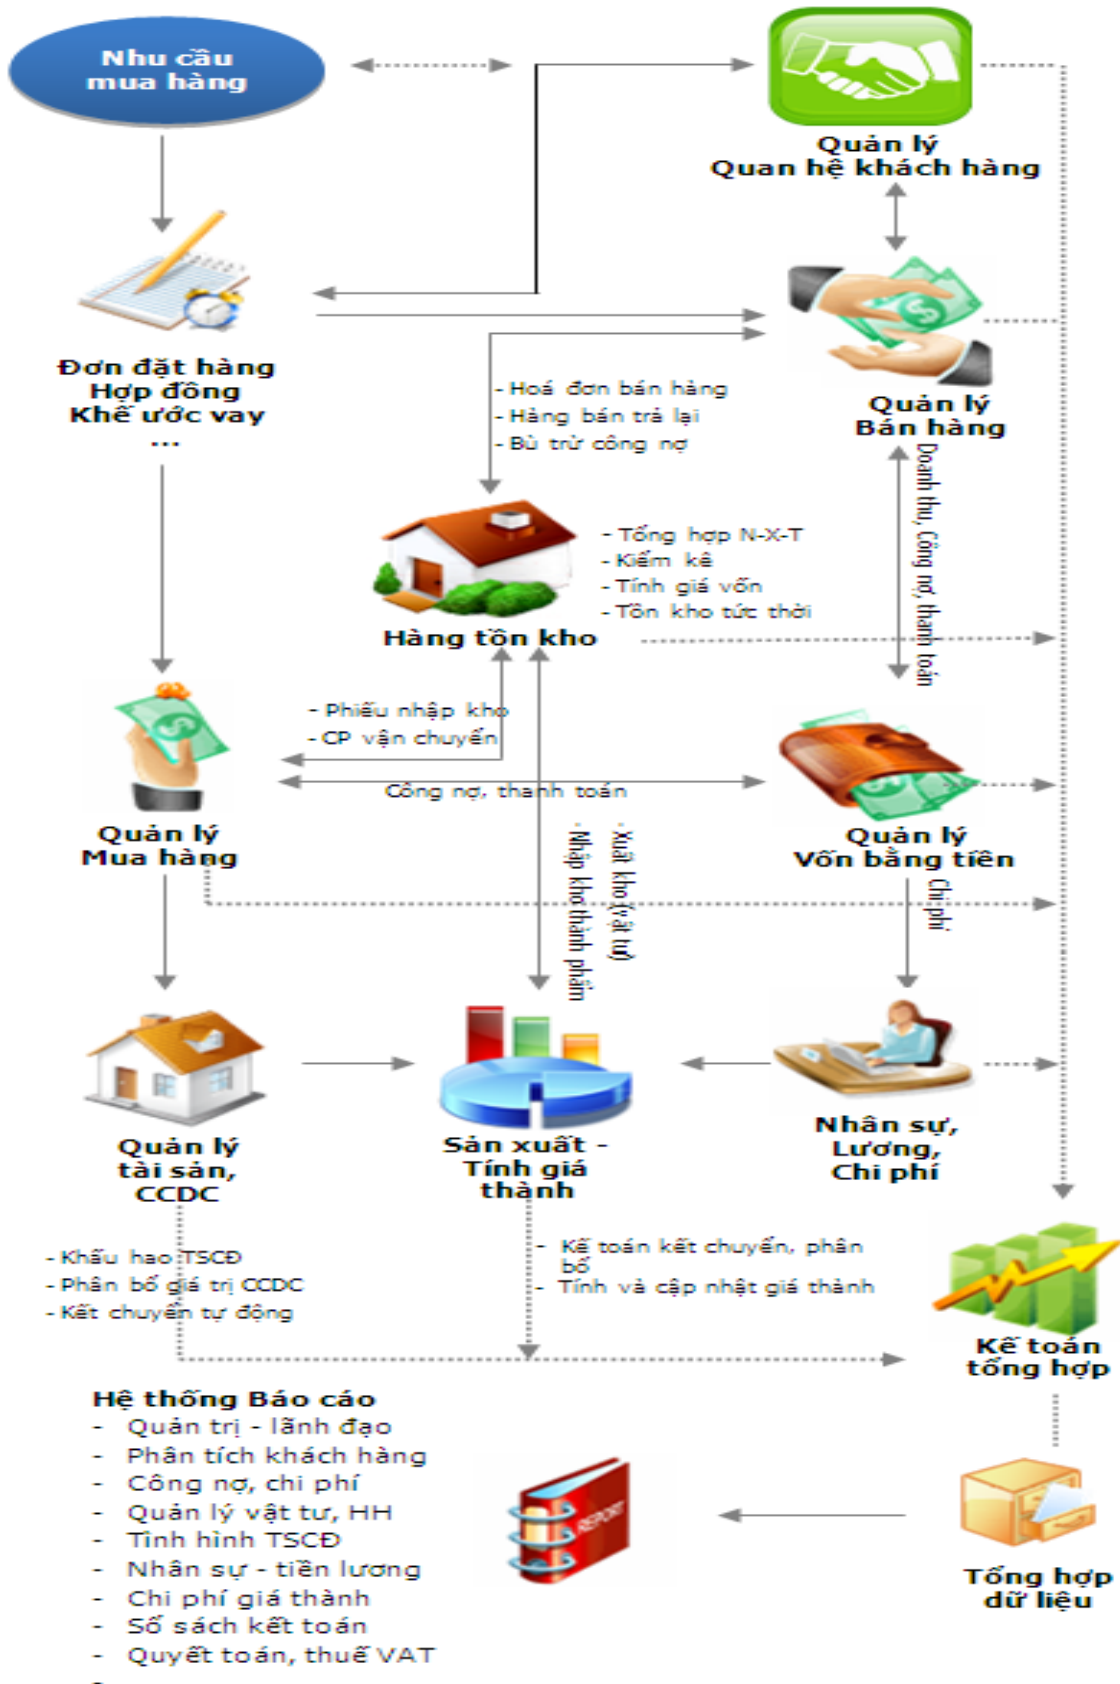 Nhu cầu
mua hàng
Quản lý
Quan hệ khách hàng
Đơn đặt hàng
Hợp đồng
Khế ước vay
...
- Hoá đơn bán hàng
- Hàng bán trả lại
- Bù trừ công nợ
Quản lý
Bán hàng
Doanh thu, Công nợ, thanh toán
- Tổng hợp N-X-T
- Kiểm kê
- Tính giá vốn
- Tồn kho tức thời
Hàng tồn kho
- Phiếu nhập kho
- CP vận chuyển
Công nợ, thanh toán
Quản lý
Mua hàng
Quản lý
Vốn bằng tiền
- Xuất kho (vật tư)
- Nhập kho thành phẩm
Chi phí
Quản lý
tài sản,
CCDC
Sản xuất -
Tính giá
thành
Nhân sự,
Lương,
Chi phí
- Khấu hao TSCĐ
- Phân bổ giá trị CCDC
- Kết chuyển tự động
- Kế toán kết chuyển, phân
bổ
- Tính và cập nhật giá thành
Kế toán
tổng hợp
Hệ thống Báo cáo
- Quản trị - lãnh đạo
- Phân tích khách hàng
- Công nợ, chi phí
- Quản lý vật tư, HH
- Tình hình TSCĐ
- Nhân sự - tiền lương
- Chi phí giá thành
- Sổ sách kết toán
- Quyết toán, thuế VAT
-
REPORT
Tổng hợp
dữ liệu